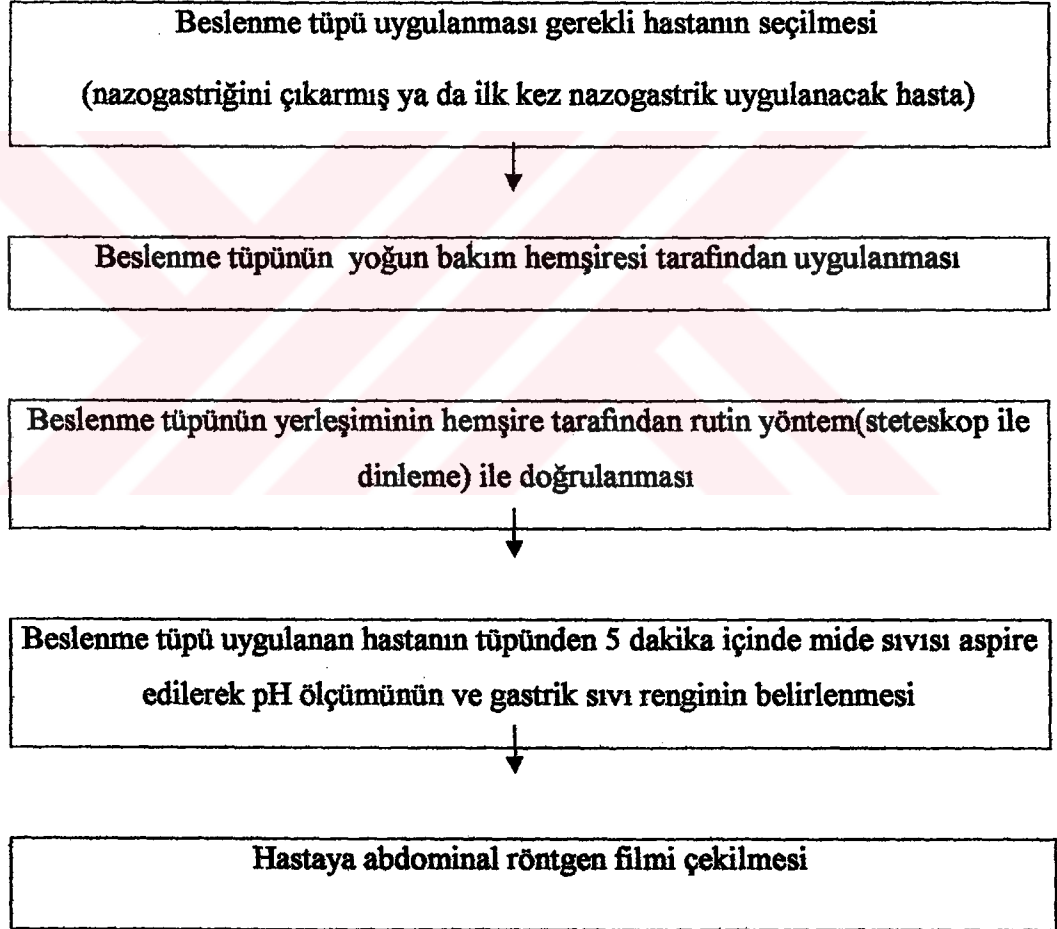 Beslenme tüpü uygulanması gerekli hastanın seçilmesi
(nazogastriğini çıkarmış ya da ilk kez nazogastrik uygulanacak hasta)
Beslenme tüpünün yoğun bakım hemşiresi tarafından uygulanması
Beslenme tüpünün yerleşiminin hemşire tarafından rutin yöntem(steteskop ile
dinleme) ile doğrulanması
Beslenme tüpü uygulanan hastanın tüpünden 5 dakika içinde mide sıvısı aspire
edilerek pH ölçümünün ve gastrik sıvı renginin belirlenmesi
Hastaya abdominal röntgen filmi çekilmesi